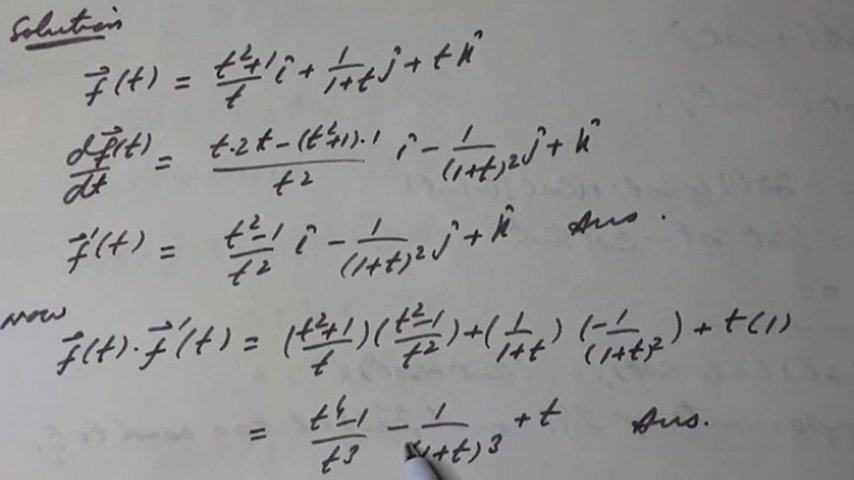 Solution
f⃗(t) = (t²+1)/t î + 1/(1+t) ĵ + t k̂
df⃗(t)/dt = (t·2t − (t²+1)·1)/t² î − 1/(1+t)² ĵ + k̂
f⃗′(t) = (t²−1)/t² î − 1/(1+t)² ĵ + k̂ Ans.
Now
f⃗(t)·f⃗′(t) = ((t²+1)/t)((t²−1)/t²) + (1/(1+t)) (−1/(1+t)²) + t(1)
= (t⁴−1)/t³ − 1/(1+t)³ + t Ans.